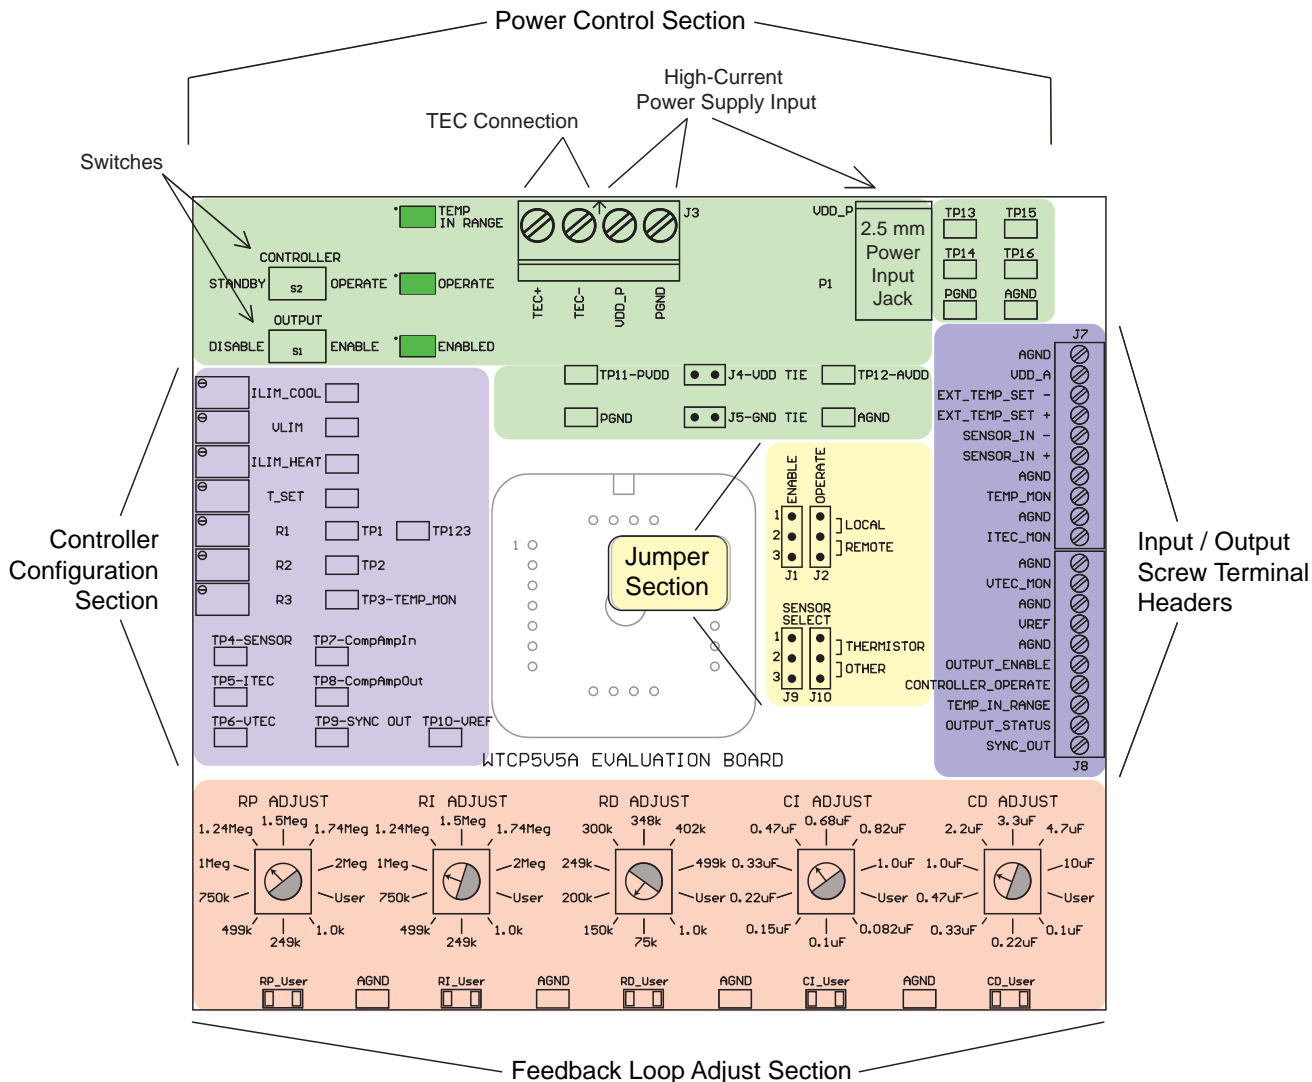 Power Control Section
High-Current
Power Supply Input
TEC Connection
Switches
TEMP
IN RANGE
J3
VDD_P
2.5 mm
Power
Input
Jack
P1
TP13
TP15
TP14
TP16
PGND
AGND
CONTROLLER
STANDBY
S2
OPERATE
OPERATE
OUTPUT
DISABLE
S1
ENABLE
ENABLED
TEC+
TEC-
VDD_P
PGND
TP11-PVDD
J4-VDD TIE
TP12-AVDD
PGND
J5-GND TIE
AGND
ILIM_COOL
VLIM
ILIM_HEAT
T_SET
R1
TP1
TP123
R2
TP2
R3
TP3-TEMP_MON
TP4-SENSOR
TP7-CompAmpIn
TP5-ITEC
TP8-CompAmpOut
TP6-VTEC
TP9-SYNC OUT
TP10-VREF
Controller
Configuration
Section
1
Jumper
Section
ENABLE
OPERATE
1
2
3
LOCAL
REMOTE
J1
J2
SENSOR
SELECT
1
2
3
THERMISTOR
OTHER
J9
J10
J7
AGND
VDD_A
EXT_TEMP_SET -
EXT_TEMP_SET +
SENSOR_IN -
SENSOR_IN +
AGND
TEMP_MON
AGND
ITEC_MON
AGND
VTEC_MON
AGND
VREF
AGND
OUTPUT_ENABLE
CONTROLLER_OPERATE
TEMP_IN_RANGE
OUTPUT_STATUS
SYNC_OUT
J8
Input / Output
Screw Terminal
Headers
WTCP5V5A EVALUATION BOARD
RP ADJUST
1.5Meg
1.24Meg
1.74Meg
1Meg
2Meg
750k
User
499k
1.0k
249k
RI ADJUST
1.5Meg
1.24Meg
1.74Meg
1Meg
2Meg
750k
User
499k
1.0k
249k
RD ADJUST
348k
300k
402k
249k
499k
200k
User
150k
1.0k
75k
CI ADJUST
0.68uF
0.47uF
0.82uF
0.33uF
1.0uF
0.22uF
User
0.15uF
0.082uF
0.1uF
CD ADJUST
3.3uF
2.2uF
4.7uF
1.0uF
10uF
0.47uF
User
0.33uF
0.1uF
0.22uF
RP_User
AGND
RI_User
AGND
RD_User
AGND
CI_User
AGND
CD_User
Feedback Loop Adjust Section